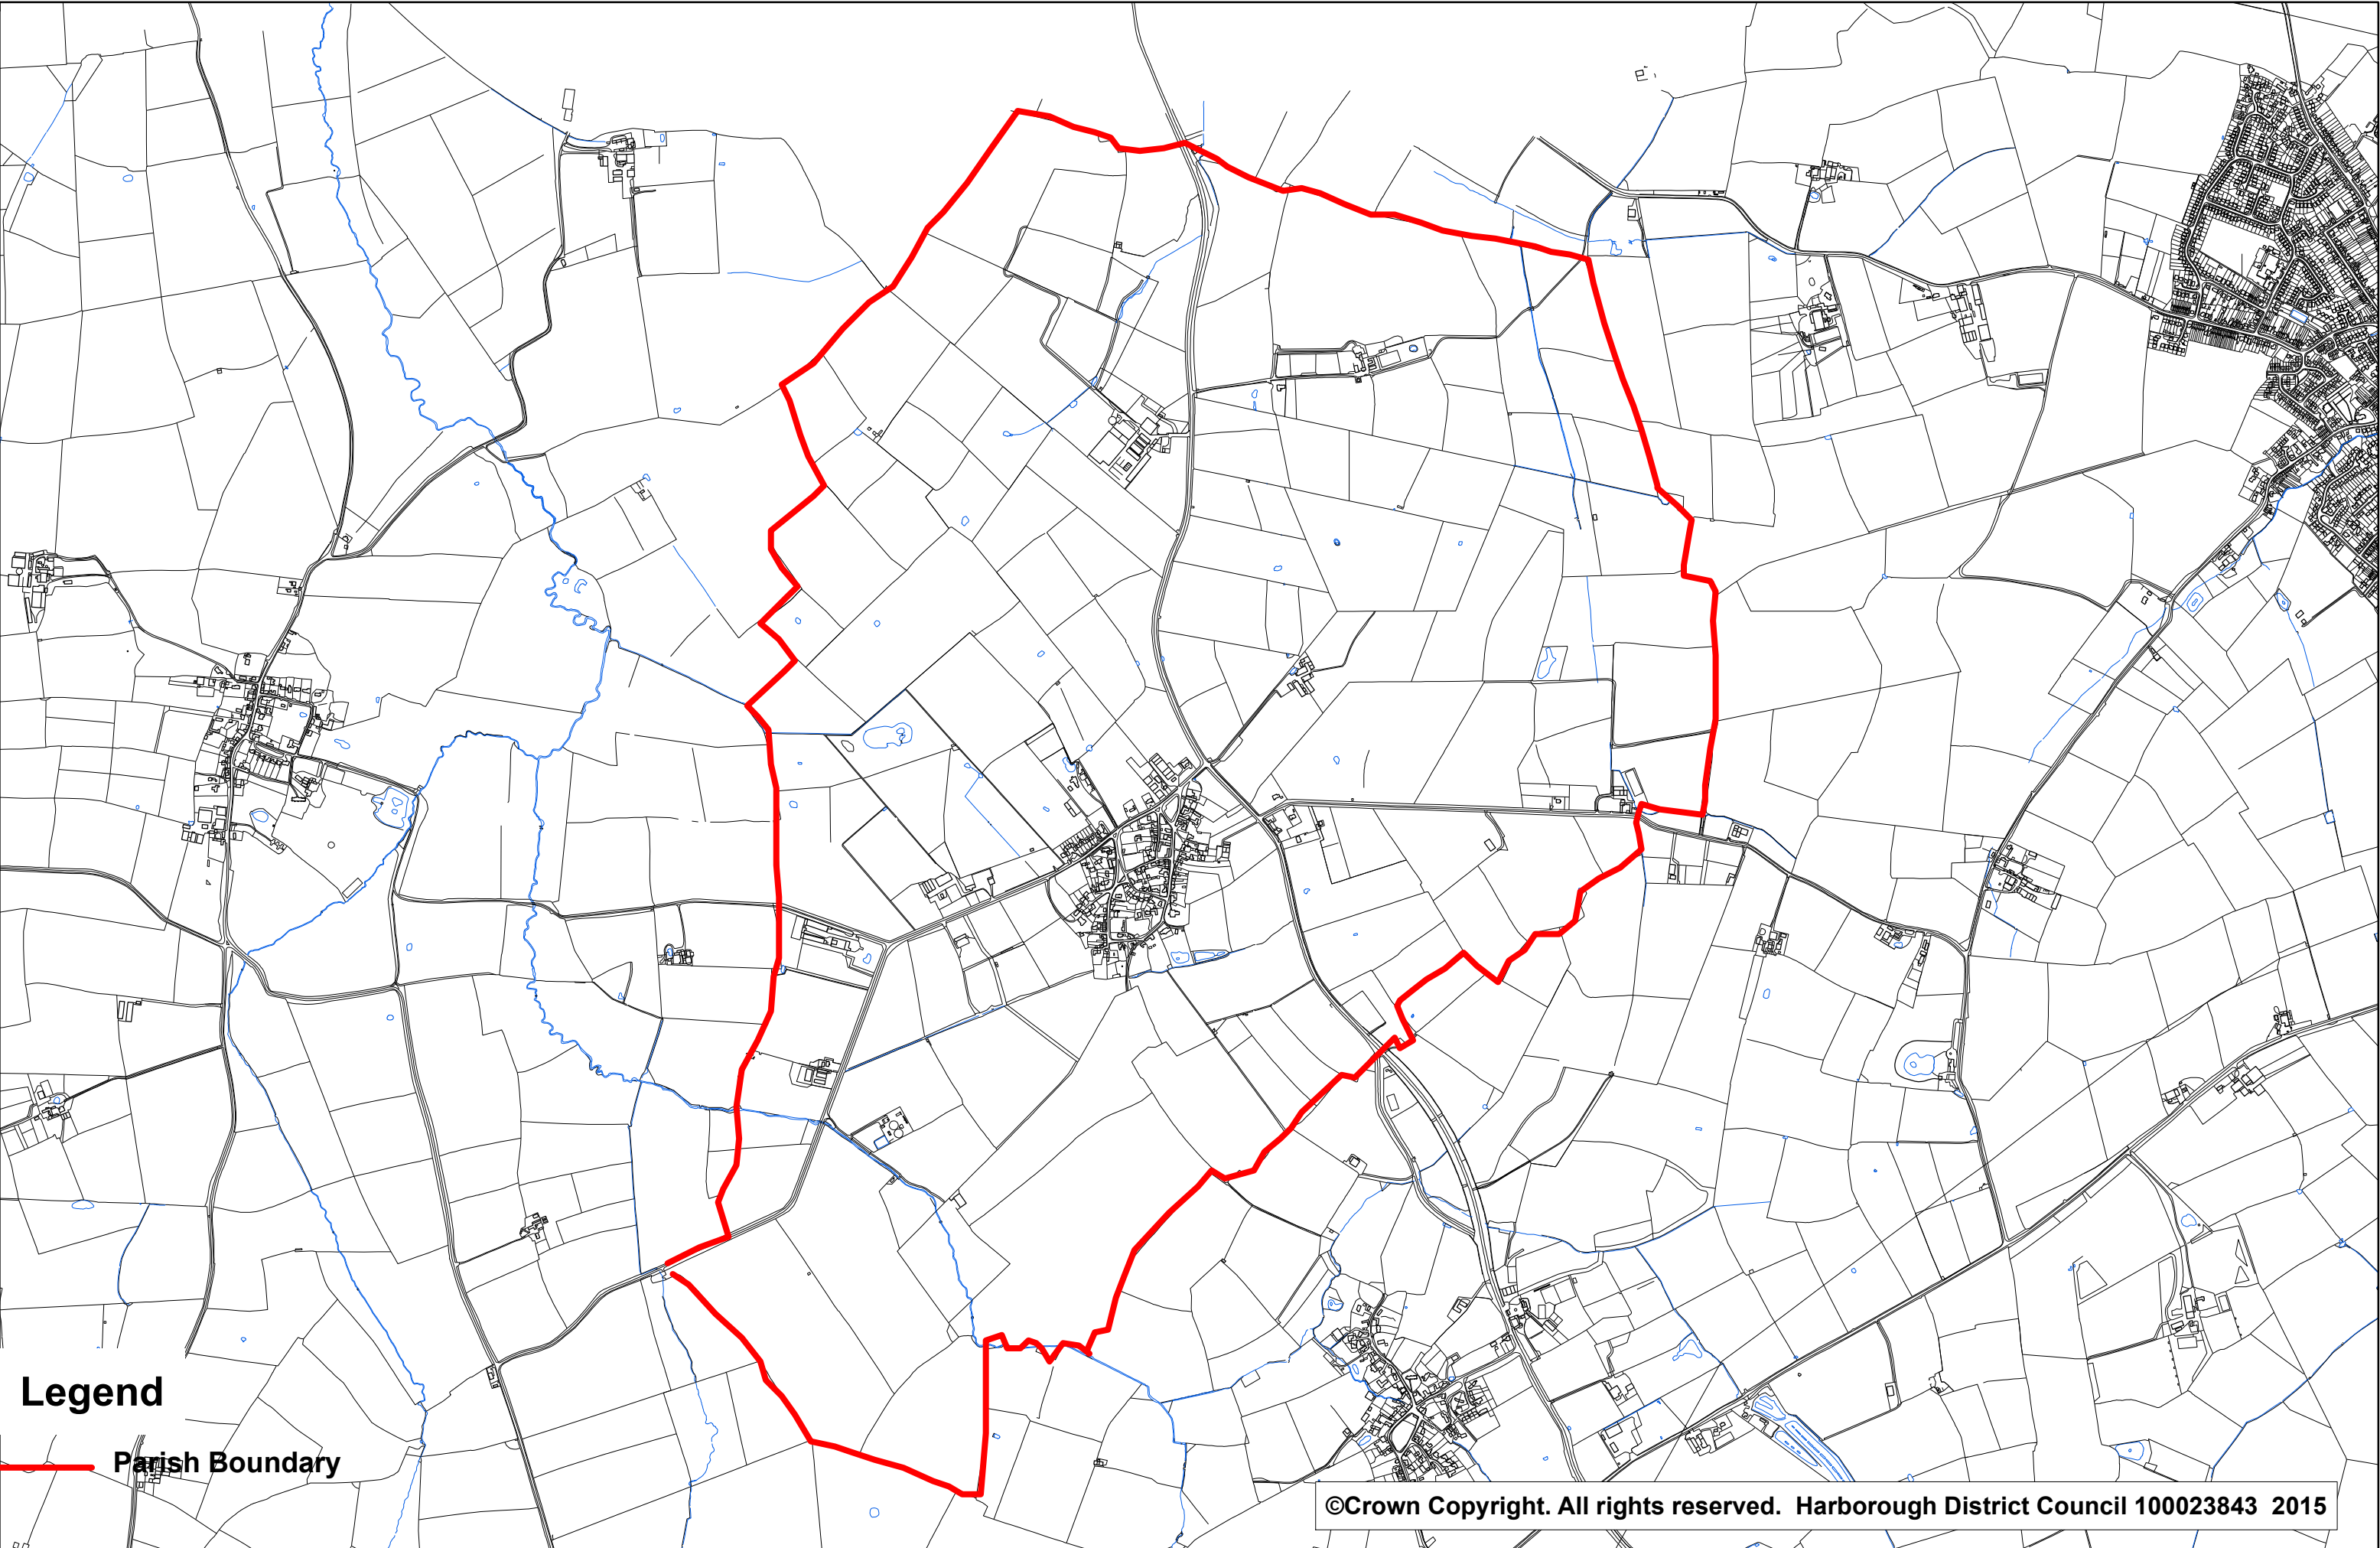 Legend
Parish Boundary
©Crown Copyright. All rights reserved. Harborough District Council 100023843 2015